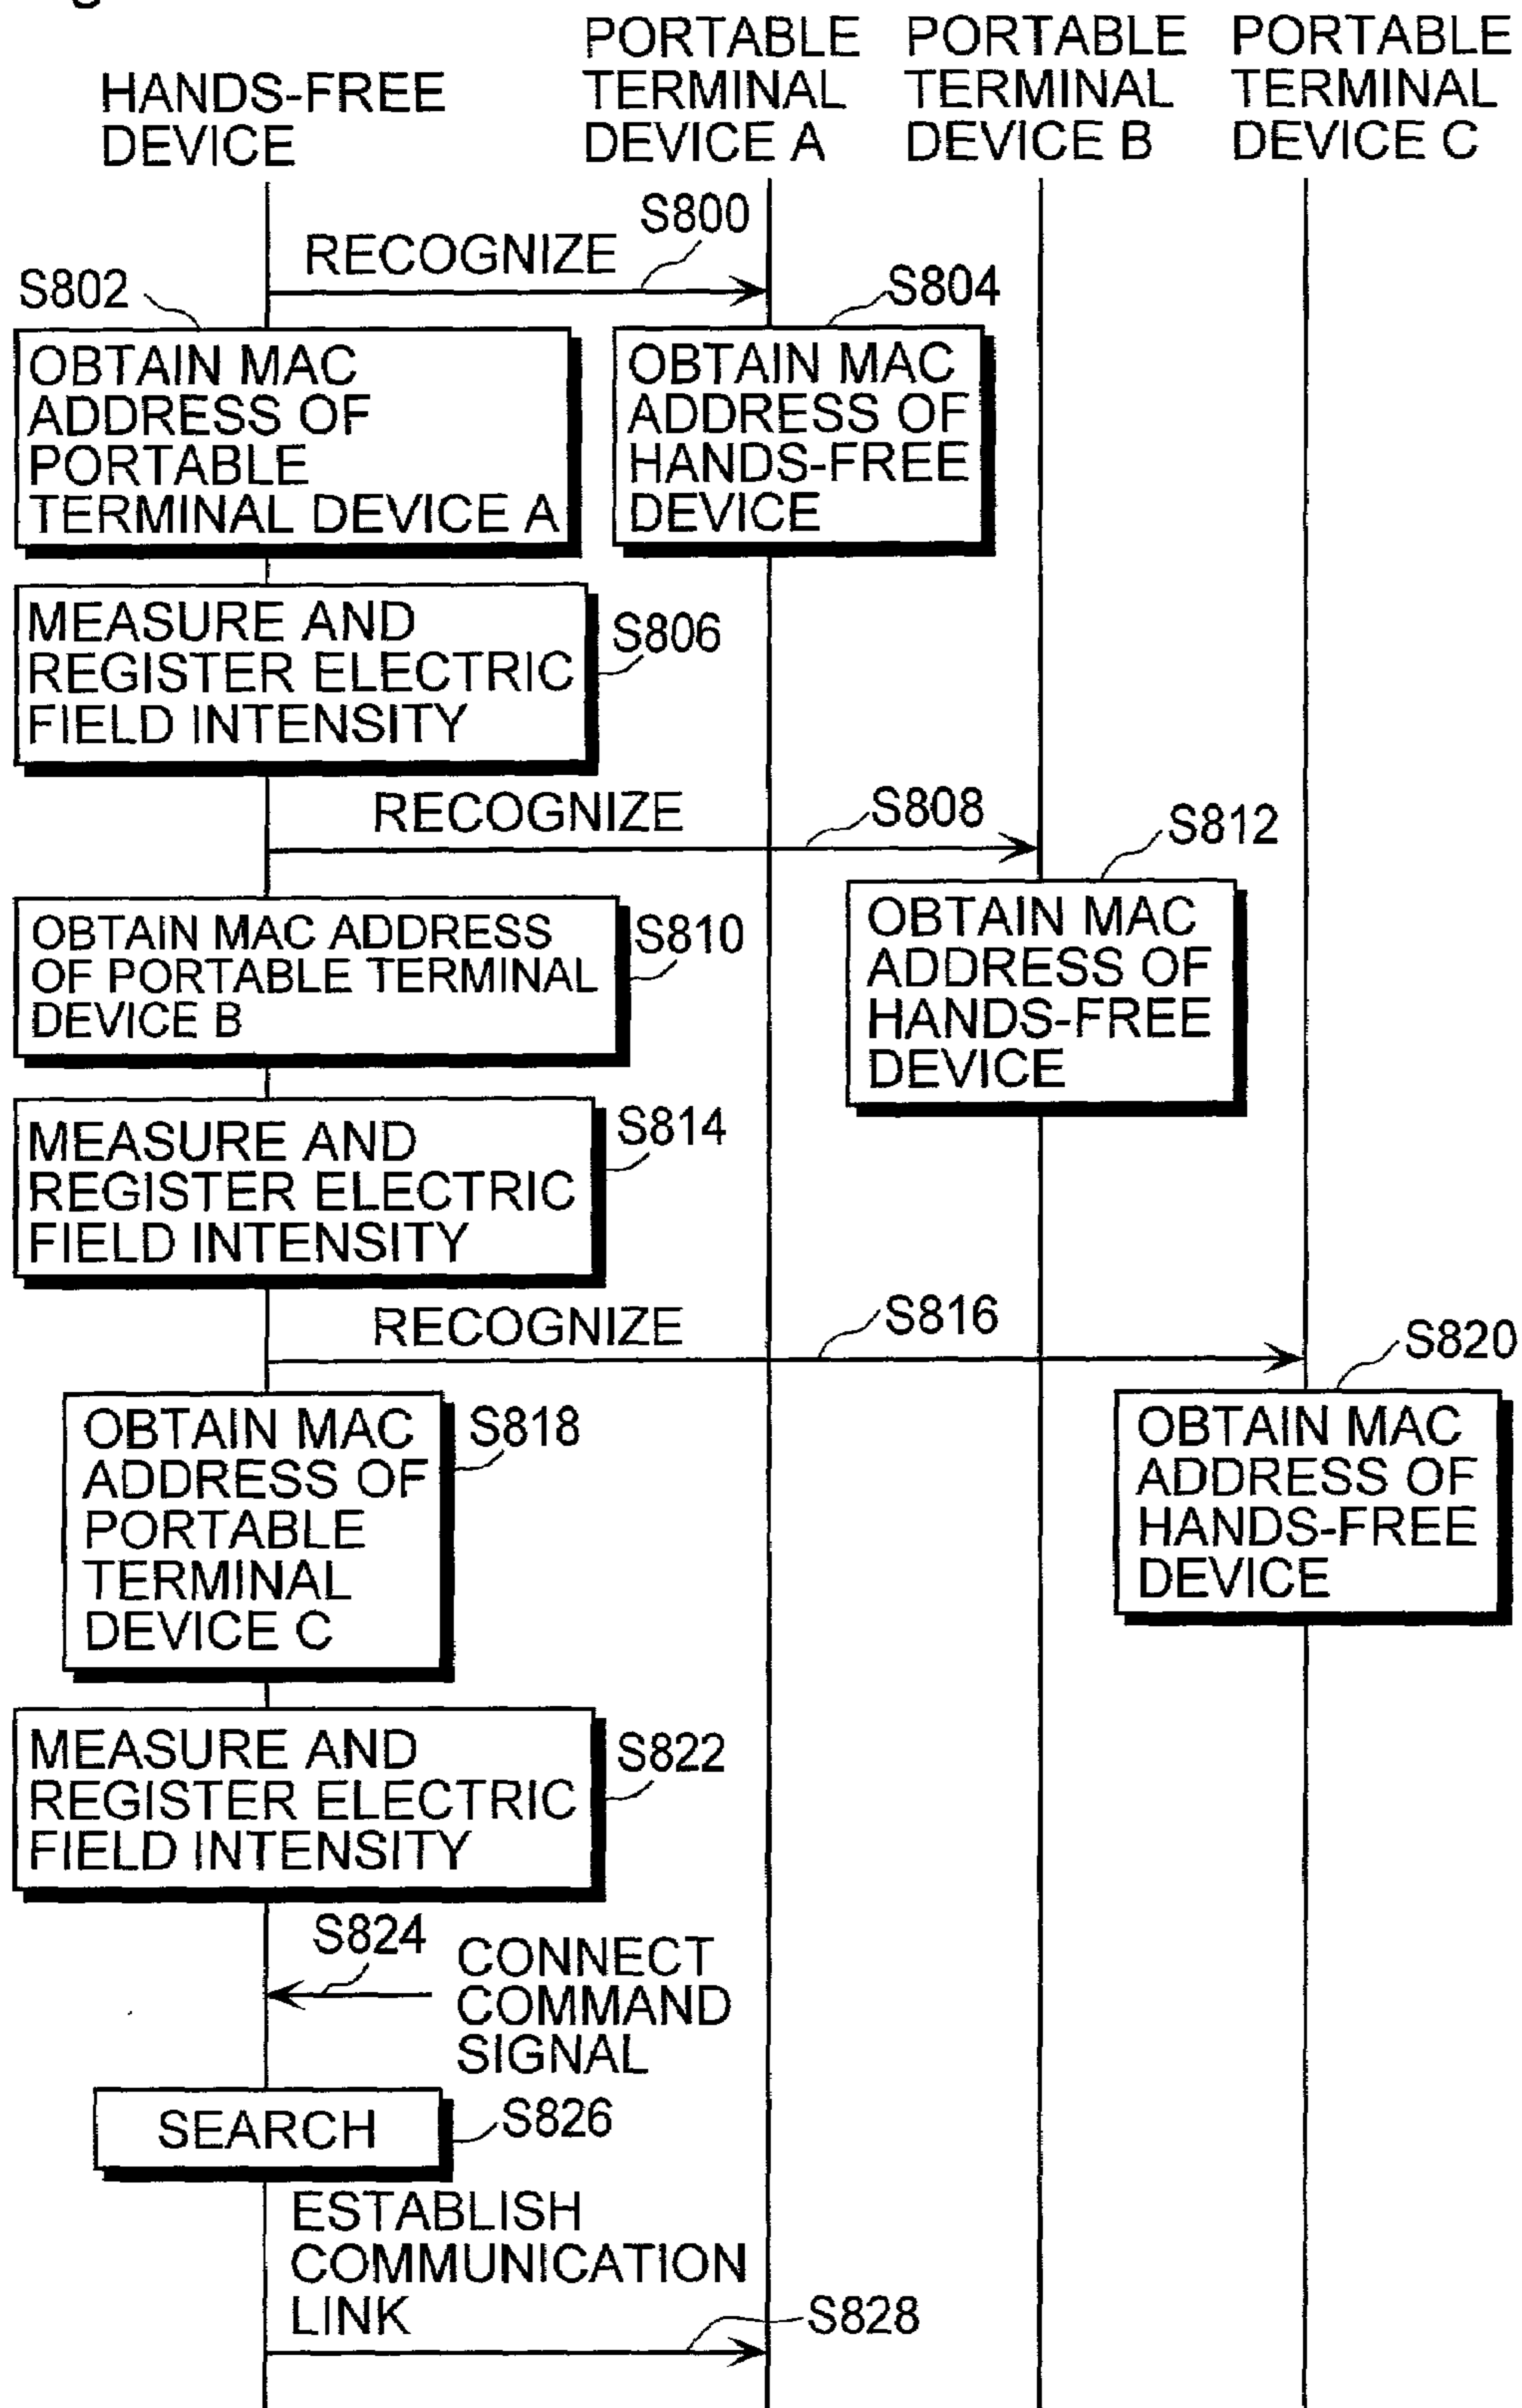 HANDS-FREE
DEVICE
PORTABLE
TERMINAL
DEVICE A
PORTABLE
TERMINAL
DEVICE B
PORTABLE
TERMINAL
DEVICE C
RECOGNIZE
S800
S802
OBTAIN MAC
ADDRESS OF
PORTABLE
TERMINAL DEVICE A
S804
OBTAIN MAC
ADDRESS OF
HANDS-FREE
DEVICE
MEASURE AND
REGISTER ELECTRIC
FIELD INTENSITY
S806
RECOGNIZE
S808
S812
OBTAIN MAC ADDRESS
OF PORTABLE TERMINAL
DEVICE B
S810
OBTAIN MAC
ADDRESS OF
HANDS-FREE
DEVICE
MEASURE AND
REGISTER ELECTRIC
FIELD INTENSITY
S814
RECOGNIZE
S816
S820
OBTAIN MAC
ADDRESS OF
PORTABLE
TERMINAL
DEVICE C
S818
OBTAIN MAC
ADDRESS OF
HANDS-FREE
DEVICE
MEASURE AND
REGISTER ELECTRIC
FIELD INTENSITY
S822
S824
CONNECT
COMMAND
SIGNAL
SEARCH
S826
ESTABLISH
COMMUNICATION
LINK
S828